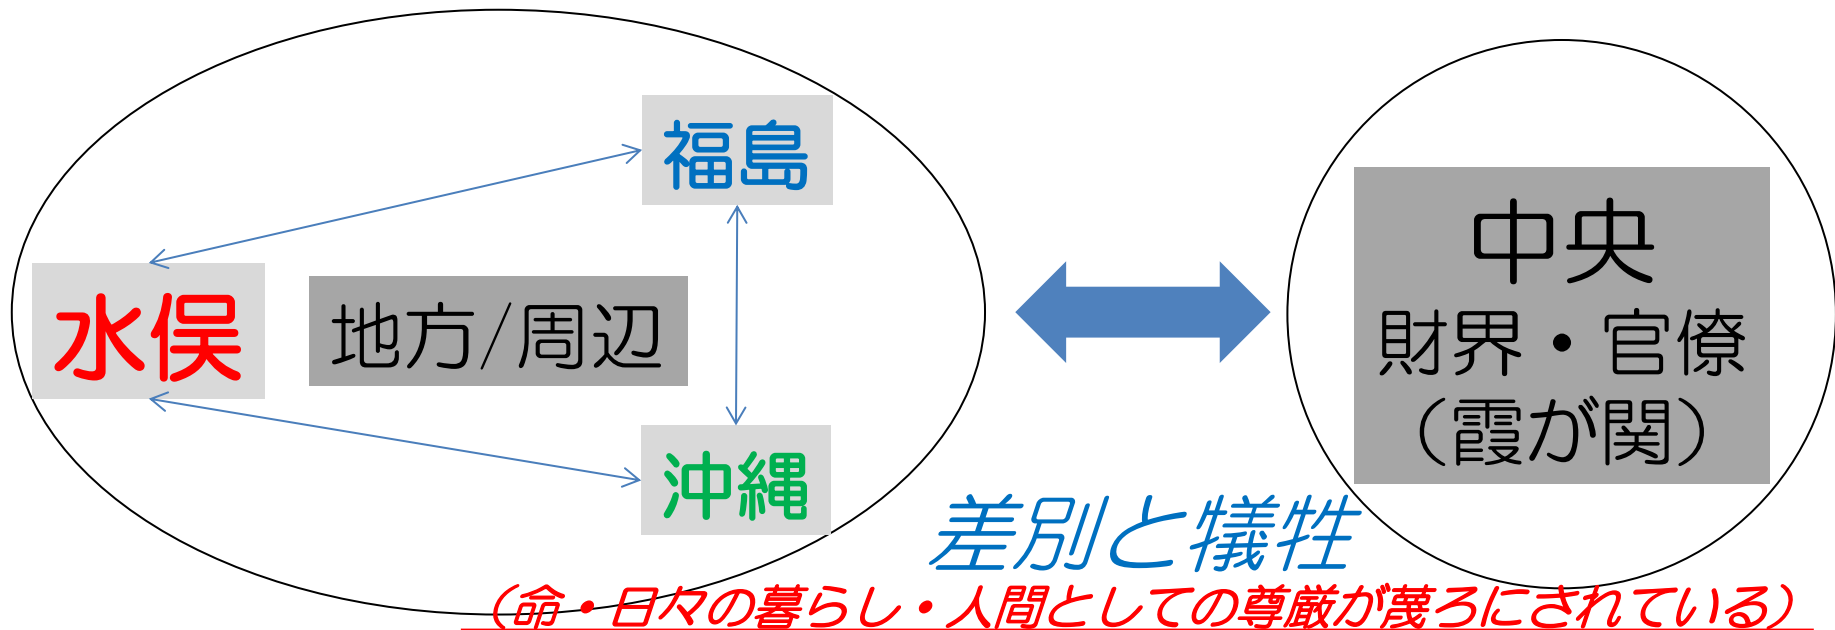 福島
水俣
地方/周辺
沖縄
中央
財界・官僚
（霞が関）
差別と犠牲
（命・日々の暮らし・人間としての尊厳が蔑ろにされている）